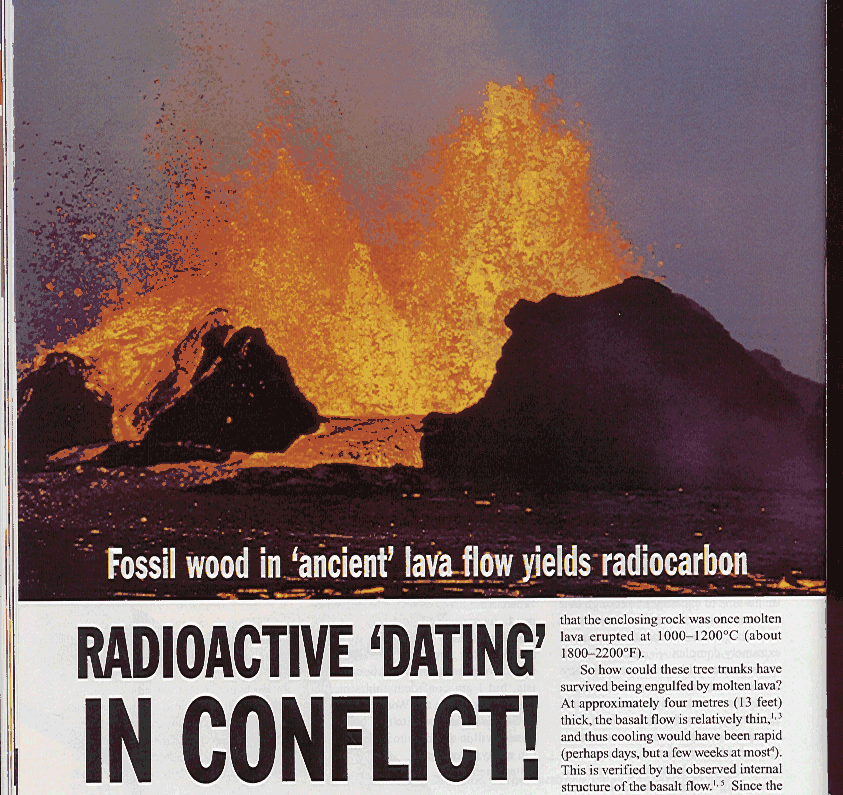 Fossil wood in ‘ancient’ lava flow yields radiocarbon
RADIOACTIVE ‘DATING’
IN CONFLICT!
that the enclosing rock was once molten
lava erupted at 1000–1200°C (about
1800–2200°F).
So how could these tree trunks have
survived being engulfed by molten lava?
At approximately four metres (13 feet)
thick, the basalt flow is relatively thin,1,3
and thus cooling would have been rapid
(perhaps days, but a few weeks at most4).
This is verified by the observed internal
structure of the basalt flow.1,5 Since the